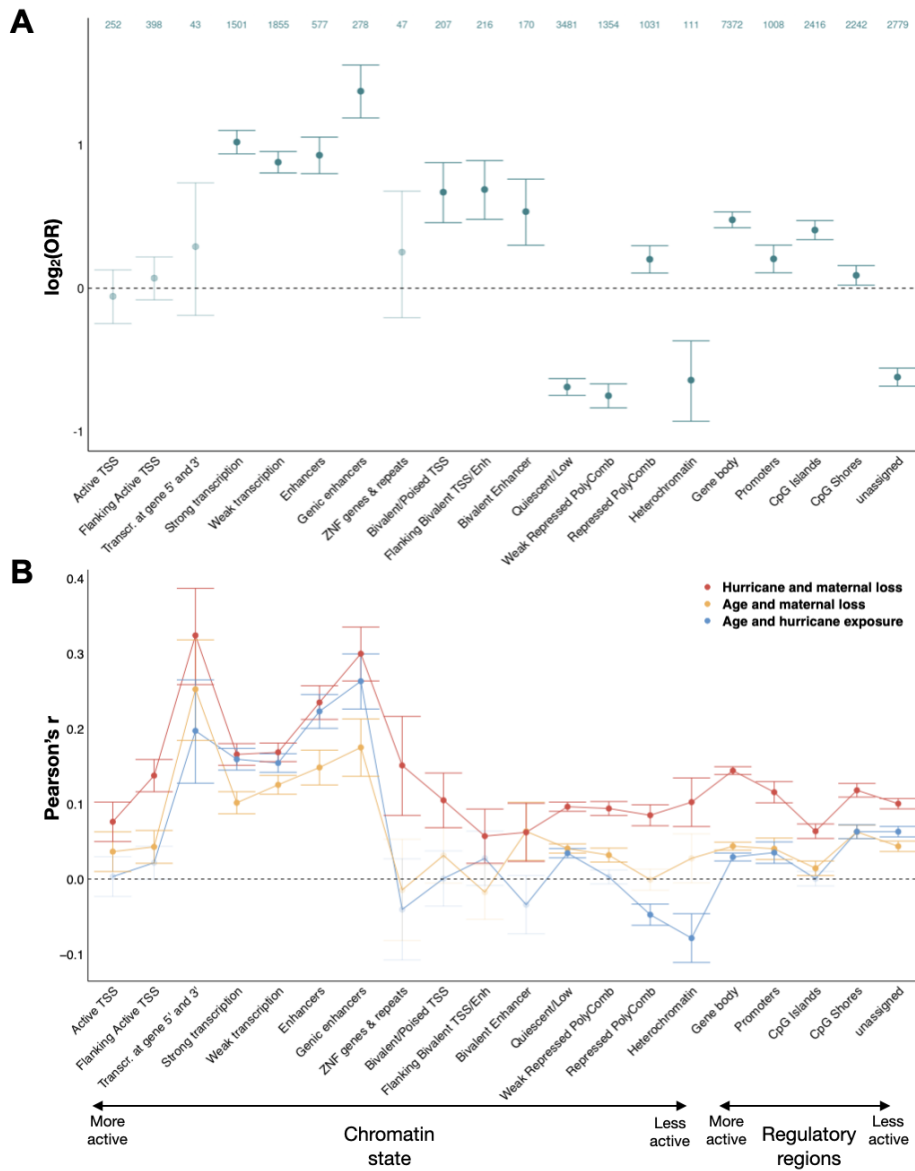 A
252 398 43 1501 1855 577 278 47 207 216 170 3481 1354 1031 111 7372 1008 2416 2242 2779
1
0
-1
log₂(OR)
Active TSS
Flanking Active TSS
Transcr. at gene 5' and 3'
Strong transcription
Weak transcription
Enhancers
Genic enhancers
ZNF genes & repeats
Bivalent/Poised TSS
Flanking Bivalent TSS/Enh
Bivalent Enhancer
Quiescent/Low
Weak Repressed PolyComb
Repressed PolyComb
Heterochromatin
Gene body
Promoters
CpG Islands
CpG Shores
unassigned
B
0.4
0.3
0.2
0.1
0.0
−0.1
Pearson's r
Hurricane and maternal loss
Age and maternal loss
Age and hurricane exposure
Active TSS
Flanking Active TSS
Transcr. at gene 5' and 3'
Strong transcription
Weak transcription
Enhancers
Genic enhancers
ZNF genes & repeats
Bivalent/Poised TSS
Flanking Bivalent TSS/Enh
Bivalent Enhancer
Quiescent/Low
Weak Repressed PolyComb
Repressed PolyComb
Heterochromatin
Gene body
Promoters
CpG Islands
CpG Shores
unassigned
More
active
Chromatin
state
Less
active
More
active
Regulatory
regions
Less
active